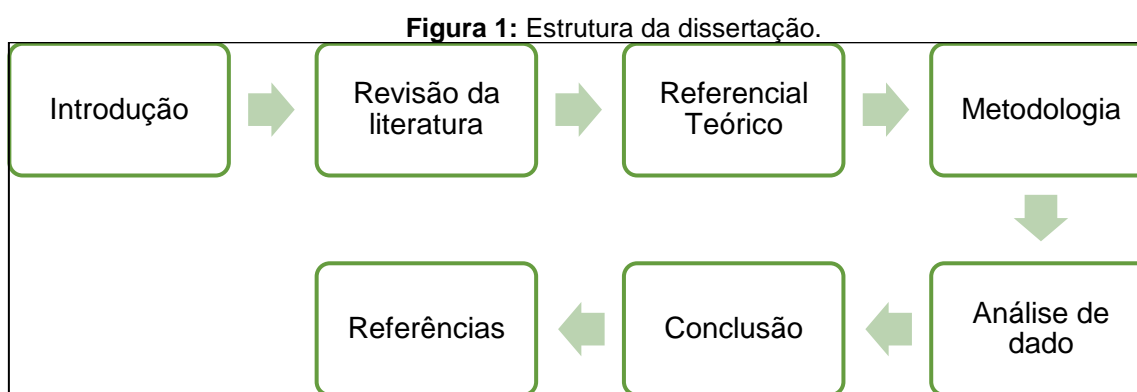 Figura 1: Estrutura da dissertação.
Introdução
Revisão da
literatura
Referencial
Teórico
Metodologia
Análise de
dado
Conclusão
Referências